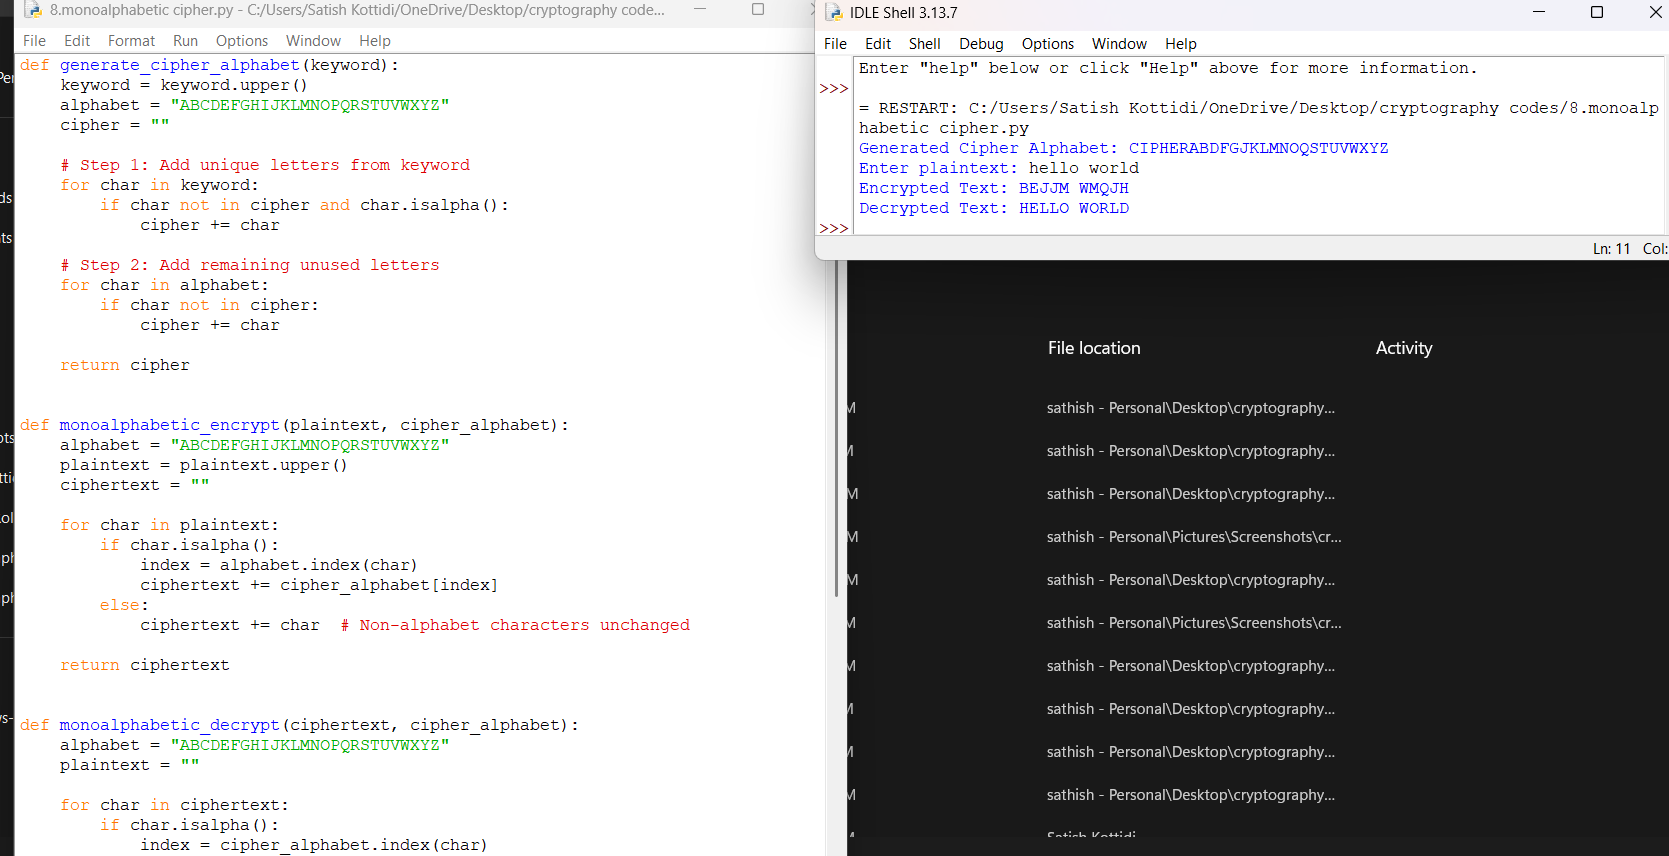 8.monoalphabetic cipher.py - C:/Users/Satish Kottidi/OneDrive/Desktop/cryptography code...
File Edit Format Run Options Window Help
def generate_cipher_alphabet(keyword):
    keyword = keyword.upper()
    alphabet = "ABCDEFGHIJKLMNOPQRSTUVWXYZ"
    cipher = ""
    # Step 1: Add unique letters from keyword
    for char in keyword:
        if char not in cipher and char.isalpha():
            cipher += char
    # Step 2: Add remaining unused letters
    for char in alphabet:
        if char not in cipher:
            cipher += char
    return cipher
def monoalphabetic_encrypt(plaintext, cipher_alphabet):
    alphabet = "ABCDEFGHIJKLMNOPQRSTUVWXYZ"
    plaintext = plaintext.upper()
    ciphertext = ""
    for char in plaintext:
        if char.isalpha():
            index = alphabet.index(char)
            ciphertext += cipher_alphabet[index]
        else:
            ciphertext += char  # Non-alphabet characters unchanged
    return ciphertext
def monoalphabetic_decrypt(ciphertext, cipher_alphabet):
    alphabet = "ABCDEFGHIJKLMNOPQRSTUVWXYZ"
    plaintext = ""
    for char in ciphertext:
        if char.isalpha():
            index = cipher_alphabet.index(char)
IDLE Shell 3.13.7
File Edit Shell Debug Options Window Help
Enter "help" below or click "Help" above for more information.
>>>
= RESTART: C:/Users/Satish Kottidi/OneDrive/Desktop/cryptography codes/8.monoalp
habetic cipher.py
Generated Cipher Alphabet: CIPHERABDFGJKLMNOQSTUVWXYZ
Enter plaintext: hello world
Encrypted Text: BEJJM WMQJH
Decrypted Text: HELLO WORLD
>>>
Ln: 11 Col:
File location Activity
sathish - Personal\Desktop\cryptography...
sathish - Personal\Desktop\cryptography...
sathish - Personal\Desktop\cryptography...
sathish - Personal\Pictures\Screenshots\cr...
sathish - Personal\Desktop\cryptography...
sathish - Personal\Pictures\Screenshots\cr...
sathish - Personal\Desktop\cryptography...
sathish - Personal\Desktop\cryptography...
sathish - Personal\Desktop\cryptography...
sathish - Personal\Desktop\cryptography...
Satish Kottidi